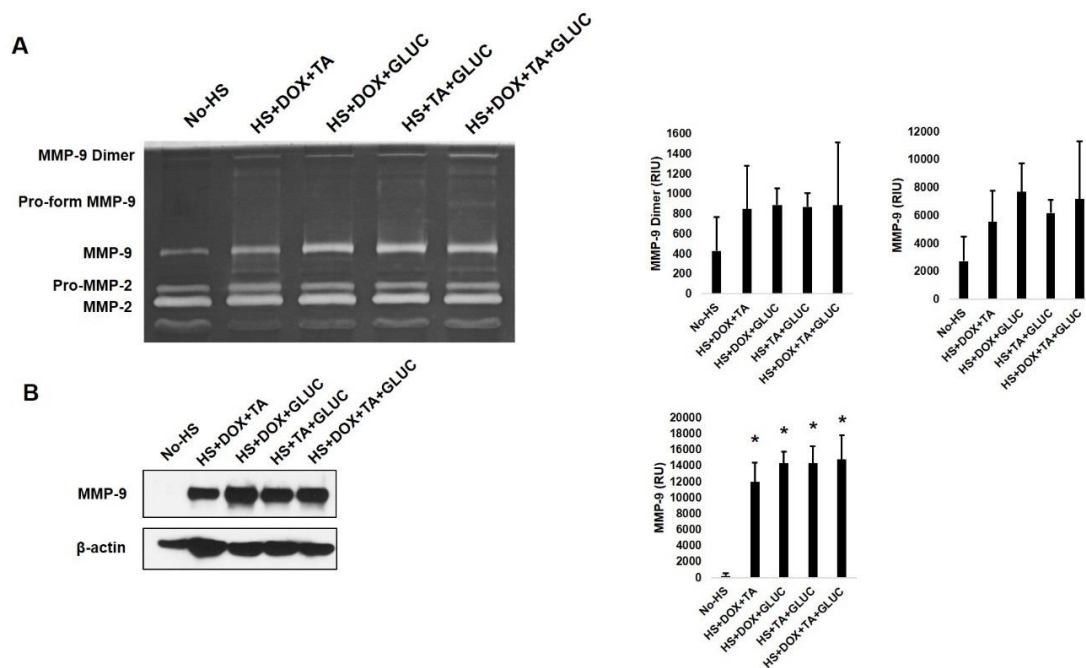 A
No-HS
HS+DOX+TA
HS+DOX+GLUC
HS+TA+GLUC
HS+DOX+TA+GLUC
MMP-9 Dimer
Pro-form MMP-9
MMP-9
Pro-MMP-2
MMP-2
MMP-9 Dimer (RIU)
1600
1400
1200
1000
800
600
400
200
0
No-HS
HS+DOX+TA
HS+DOX+GLUC
HS+TA+GLUC
HS+DOX+TA+GLUC
MMP-9 (RIU)
12000
10000
8000
6000
4000
2000
0
No-HS
HS+DOX+TA
HS+DOX+GLUC
HS+TA+GLUC
HS+DOX+TA+GLUC
B
No-HS
HS+DOX+TA
HS+DOX+GLUC
HS+TA+GLUC
HS+DOX+TA+GLUC
MMP-9
β-actin
MMP-9 (RU)
20000
18000
16000
14000
12000
10000
8000
6000
4000
2000
0
* * * *
No-HS
HS+DOX+TA
HS+DOX+GLUC
HS+TA+GLUC
HS+DOX+TA+GLUC